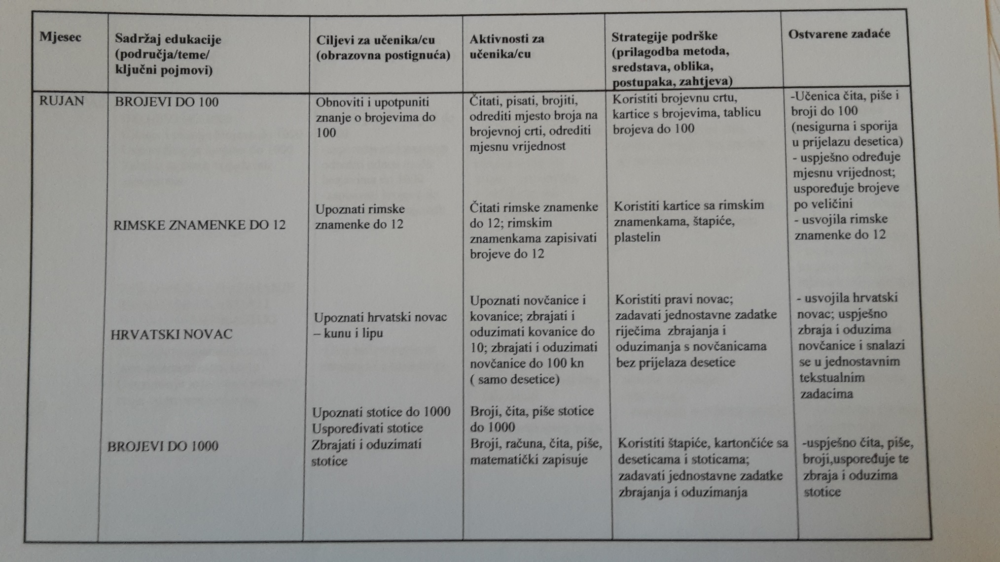 Mjesec
Sadržaj edukacije
(područja/teme/
ključni pojmovi)
Ciljevi za učenika/cu
(obrazovna postignuća)
Aktivnosti za
učenika/cu
Strategije podrške
(prilagodba metoda,
sredstava, oblika,
postupaka, zahtjeva)
Ostvarene zadaće
RUJAN
BROJEVI DO 100
Obnoviti i upotpuniti
znanje o brojevima do
100
Čitati, pisati, brojiti,
odrediti mjesto broja na
brojevnoj crti, odrediti
mjesnu vrijednost
Koristiti brojevnu crtu,
kartice s brojevima, tablicu
brojeva do 100
-Učenica čita, piše i
broji do 100
(nesigurna i sporija
u prijelazu desetica)
- uspješno određuje
mjesnu vrijednost;
uspoređuje brojeve
po veličini
RIMSKE ZNAMENKE DO 12
Upoznati rimske
znamenke do 12
Čitati rimske znamenke
do 12; rimskim
znamenkama zapisivati
brojeve do 12
Koristiti kartice sa rimskim
znamenkama, štapiće,
plastelin
- usvojila rimske
znamenke do 12
HRVATSKI NOVAC
Upoznati hrvatski novac
– kunu i lipu
Upoznati novčanice i
kovanice; zbrajati i
oduzimati kovanice do
10; zbrajati i oduzimati
novčanice do 100 kn
( samo desetice)
Koristiti pravi novac;
zadavati jednostavne zadatke
riječima zbrajanja i
oduzimanja s novčanicama
bez prijelaza desetice
- usvojila hrvatski
novac; uspješno
zbraja i oduzima
novčanice i snalazi
se u jednostavnim
tekstualnim
zadacima
BROJEVI DO 1000
Upoznati stotice do 1000
Uspoređivati stotice
Zbrajati i oduzimati
stotice
Broji, čita, piše stotice
do 1000
Broji, računa, čita, piše,
matematički zapisuje
Koristiti štapiće, kartončiće sa
deseticama i stoticama;
zadavati jednostavne zadatke
zbrajanja i oduzimanja
-uspješno čita, piše,
broji,uspoređuje te
zbraja i oduzima
stotice